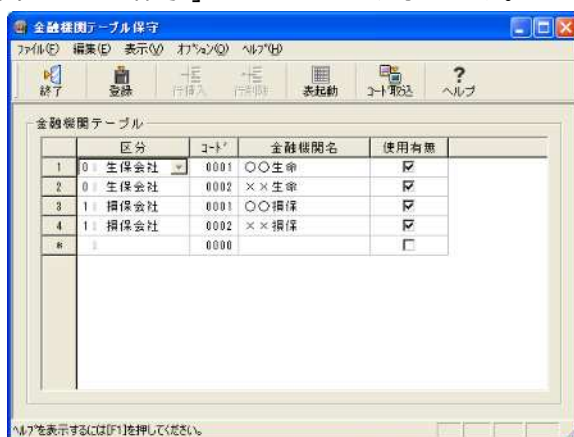 金融機関テーブル保守
ファイル(F) 編集(E) 表示(V) オプション(O) ヘルプ(H)
終了 登録 行挿入 行削除 表起動 コード取込 ヘルプ
金融機関テーブル
区分 コード 金融機関名 使用有無
1 0 生保会社 0001 〇〇生命
2 0 生保会社 0002 ××生命
3 1 損保会社 0001 〇〇損保
4 1 損保会社 0002 ××損保
* 0000
ヘルプを表示するには[F1]を押してください。